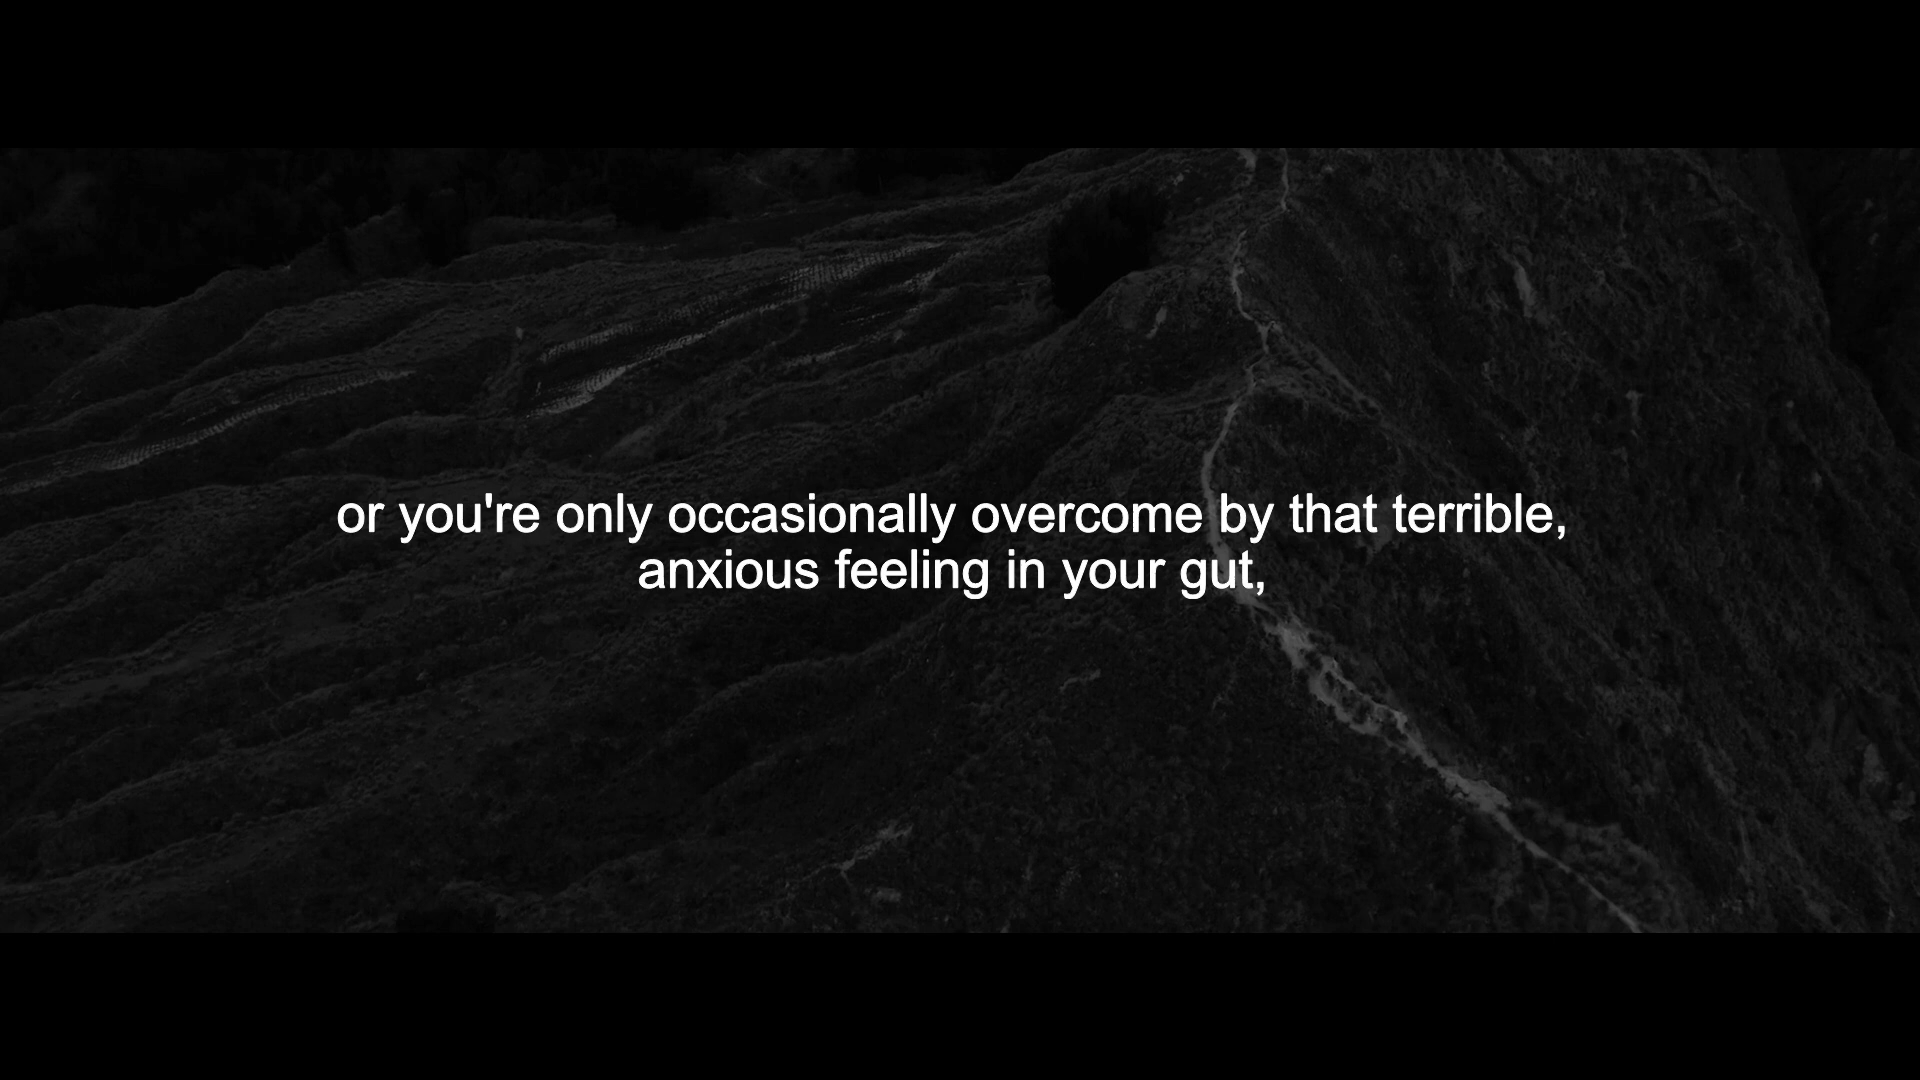 or you're only occasionally overcome by that terrible,
anxious feeling in your gut,